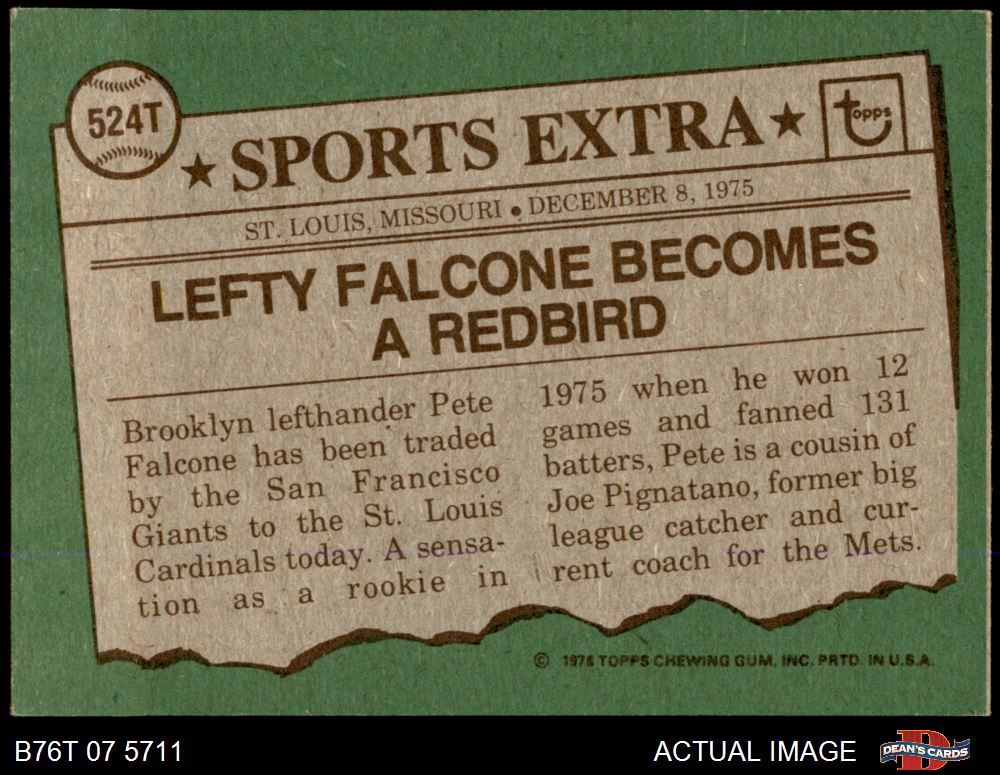 524T
★ SPORTS EXTRA ★
topps
ST. LOUIS, MISSOURI • DECEMBER 8, 1975
LEFTY FALCONE BECOMES
A REDBIRD
Brooklyn lefthander Pete
Falcone has been traded
by the San Francisco
Giants to the St. Louis
Cardinals today. A sensa-
tion as a rookie in
1975 when he won 12
games and fanned 131
batters, Pete is a cousin of
Joe Pignatano, former big
league catcher and cur-
rent coach for the Mets.
© 1976 TOPPS CHEWING GUM, INC. PRTD. IN U.S.A.
B76T 07 5711
ACTUAL IMAGE
D
DEAN'S CARDS